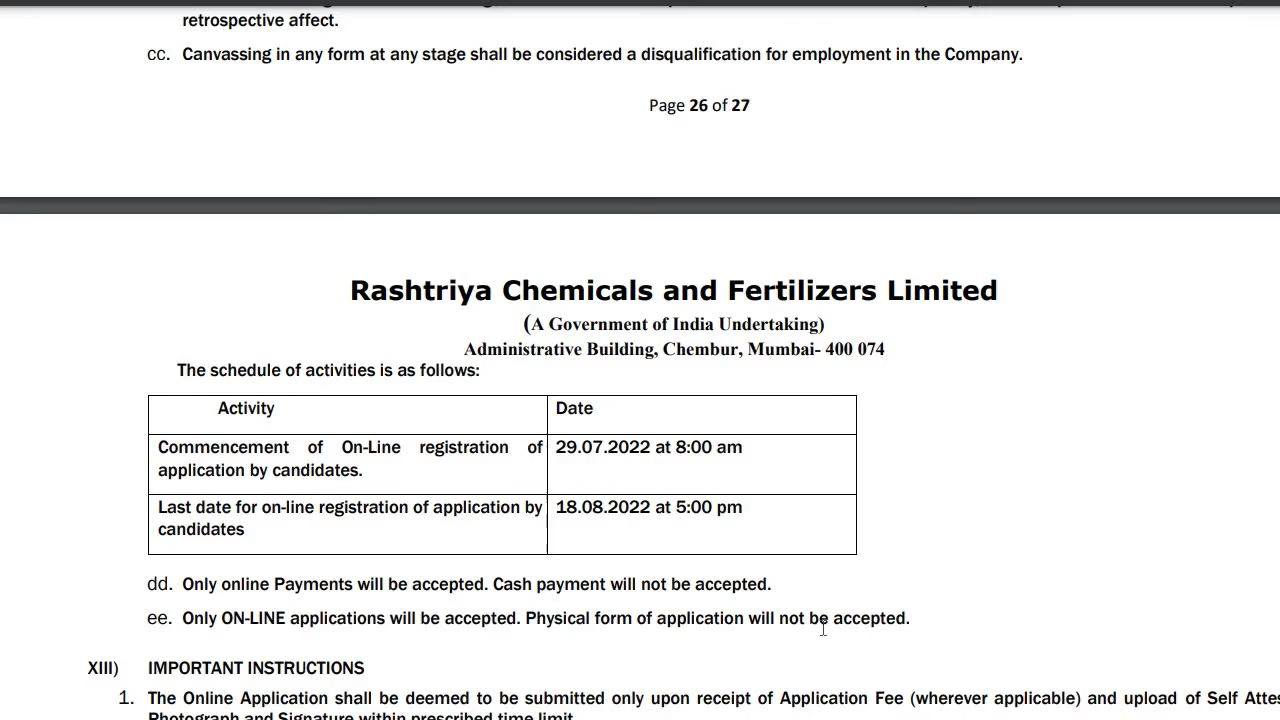 retrospective affect.
cc. Canvassing in any form at any stage shall be considered a disqualification for employment in the Company.
Page 26 of 27
Rashtriya Chemicals and Fertilizers Limited
(A Government of India Undertaking)
Administrative Building, Chembur, Mumbai- 400 074
The schedule of activities is as follows:
Activity Date
Commencement of On-Line registration of 29.07.2022 at 8:00 am
application by candidates.
Last date for on-line registration of application by 18.08.2022 at 5:00 pm
candidates
dd. Only online Payments will be accepted. Cash payment will not be accepted.
ee. Only ON-LINE applications will be accepted. Physical form of application will not be accepted.
XIII) IMPORTANT INSTRUCTIONS
1. The Online Application shall be deemed to be submitted only upon receipt of Application Fee (wherever applicable) and upload of Self
Photograph and Signature within prescribed time limit.